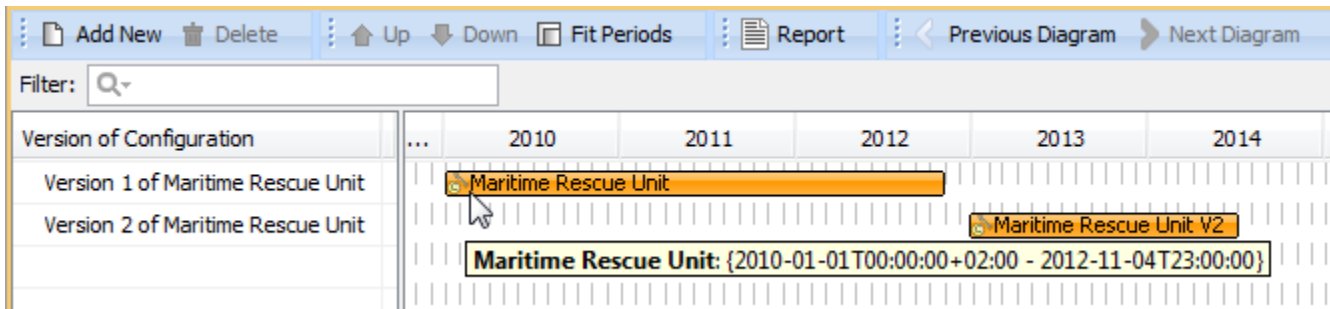 Add New Delete Up Down Fit Periods Report Previous Diagram Next Diagram
Filter:
Version of Configuration ... 2010 2011 2012 2013 2014
Version 1 of Maritime Rescue Unit Maritime Rescue Unit
Version 2 of Maritime Rescue Unit Maritime Rescue Unit V2
Maritime Rescue Unit: {2010-01-01T00:00:00+02:00 - 2012-11-04T23:00:00}